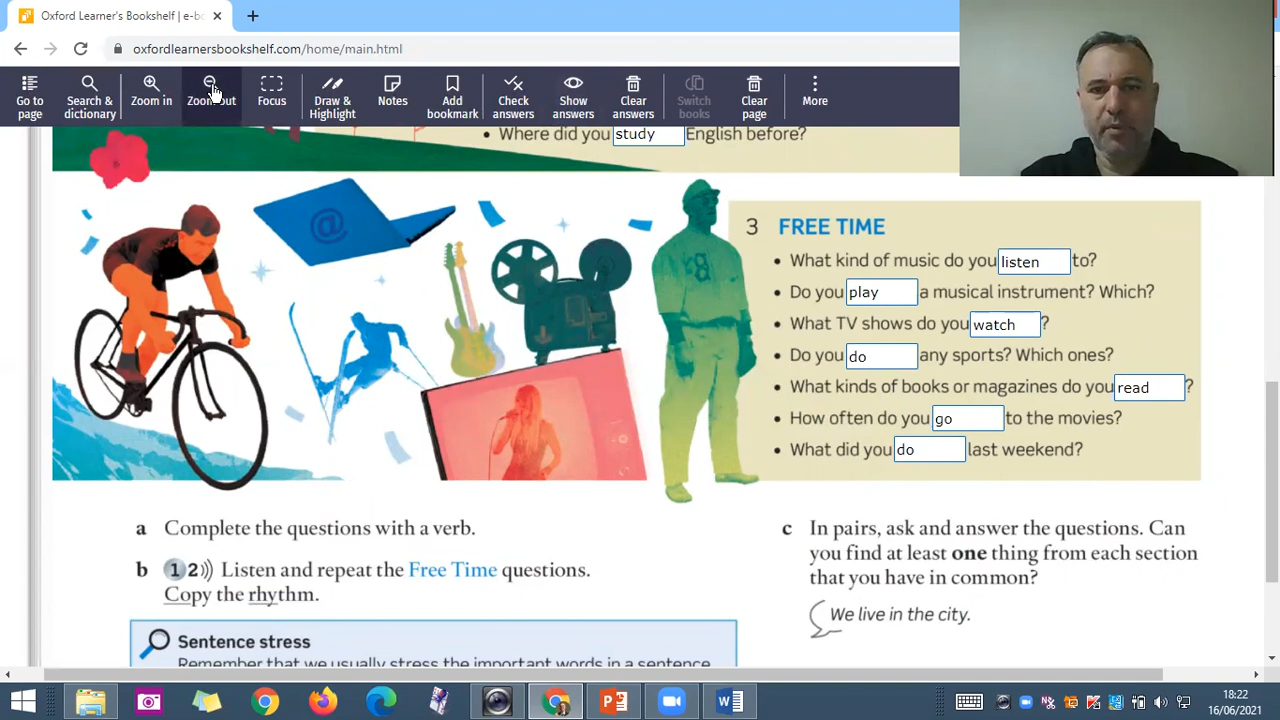 Oxford Learner's Bookshelf | e-b
oxfordlearnersbookshelf.com/home/main.html
Go to page
Search & dictionary
Zoom in
Zoom out
Focus
Draw & Highlight
Notes
Add bookmark
Check answers
Show answers
Clear answers
Switch books
Clear page
More
• Where did you study English before?
@
8
3 FREE TIME
• What kind of music do you listen to?
• Do you play a musical instrument? Which?
• What TV shows do you watch ?
• Do you do any sports? Which ones?
• What kinds of books or magazines do you read ?
• How often do you go to the movies?
• What did you do last weekend?
a Complete the questions with a verb.
b 1 2 Listen and repeat the Free Time questions.
Copy the rhythm.
Sentence stress
Remember that we usually stress the important words in a sentence
c In pairs, ask and answer the questions. Can
you find at least one thing from each section
that you have in common?
We live in the city.
18:22
16/06/2021